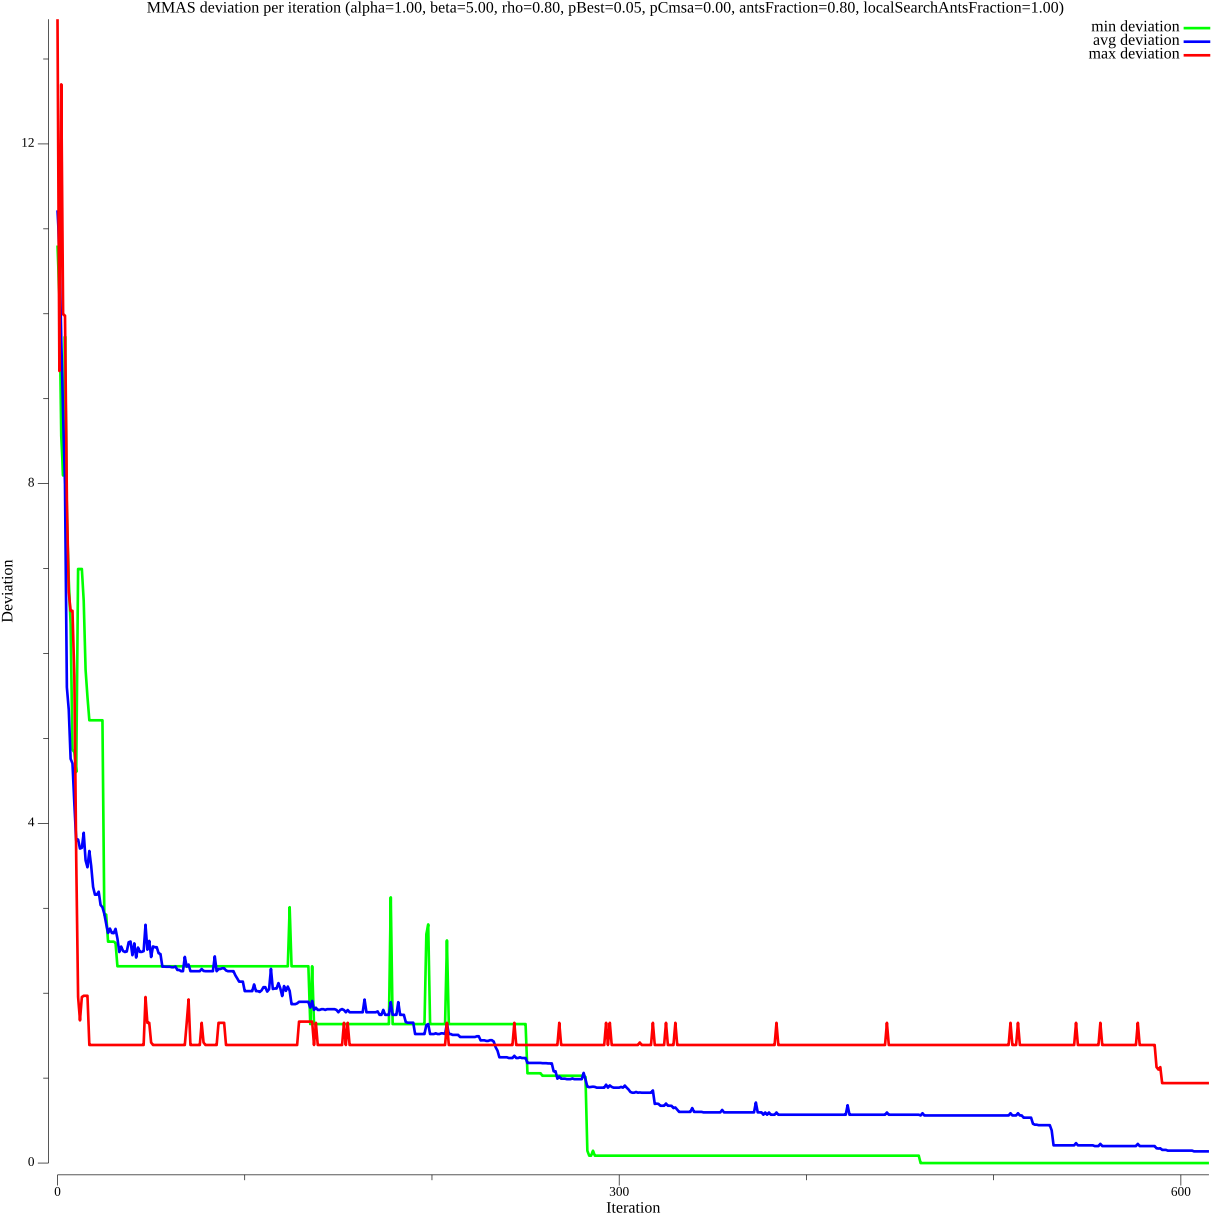 MMAS deviation per iteration (alpha=1.00, beta=5.00, rho=0.80, pBest=0.05, pCmsa=0.00, antsFraction=0.80, localSearchAntsFraction=1.00)
min deviation
avg deviation
max deviation
12
8
4
0
Deviation
0 300 600
Iteration